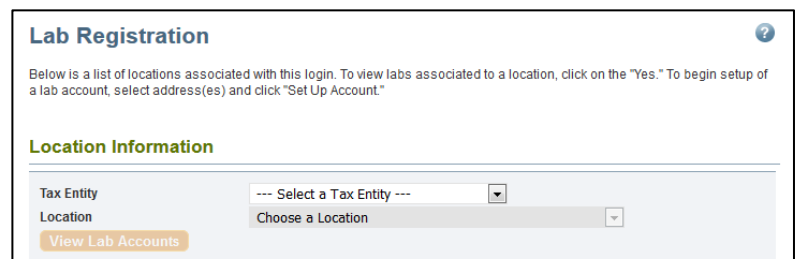 Lab Registration
Below is a list of locations associated with this login. To view labs associated to a location, click on the "Yes." To begin setup of
a lab account, select address(es) and click "Set Up Account."
Location Information
Tax Entity --- Select a Tax Entity ---
Location Choose a Location
View Lab Accounts